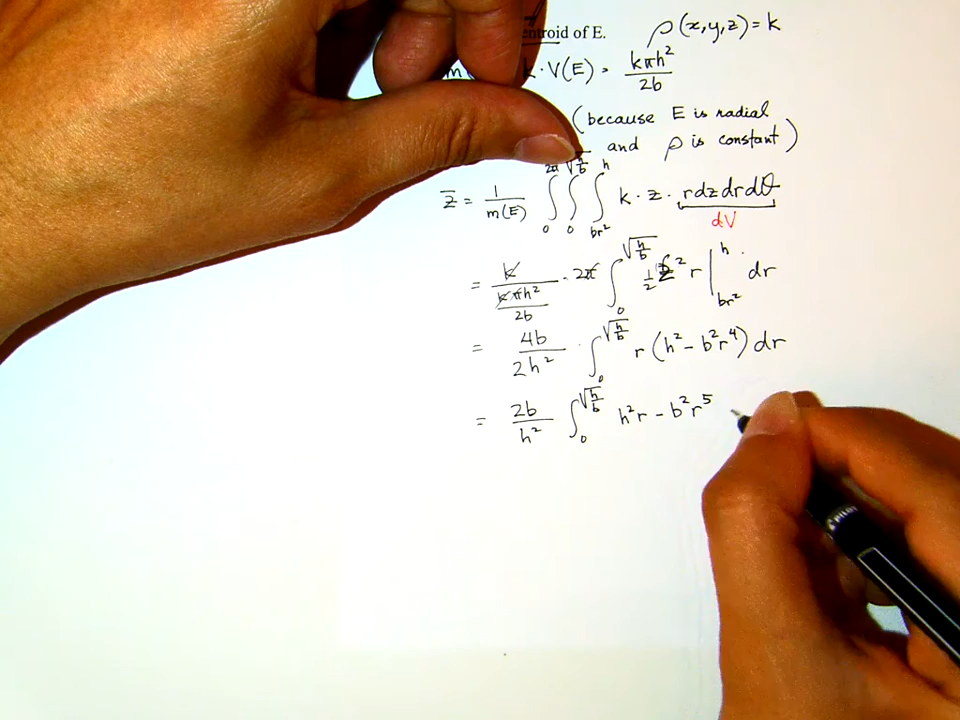 entroid of E. ρ(x,y,z) = k
m( k · V(E) = kπh²/2b
(because E is radial
and ρ is constant)
z̄ = 1/m(E) ∫₀^2π ∫₀^√(h/b) ∫_br²^h k · z · r dz dr dθ
dV
= k/(kπh²/2b) · 2π ∫₀^√(h/b) ½ z² r |_br²^h dr
= 4b/2h² · ∫₀^√(h/b) r (h² − b²r⁴) dr
= 2b/h² ∫₀^√(h/b) h²r − b²r⁵
PILOT